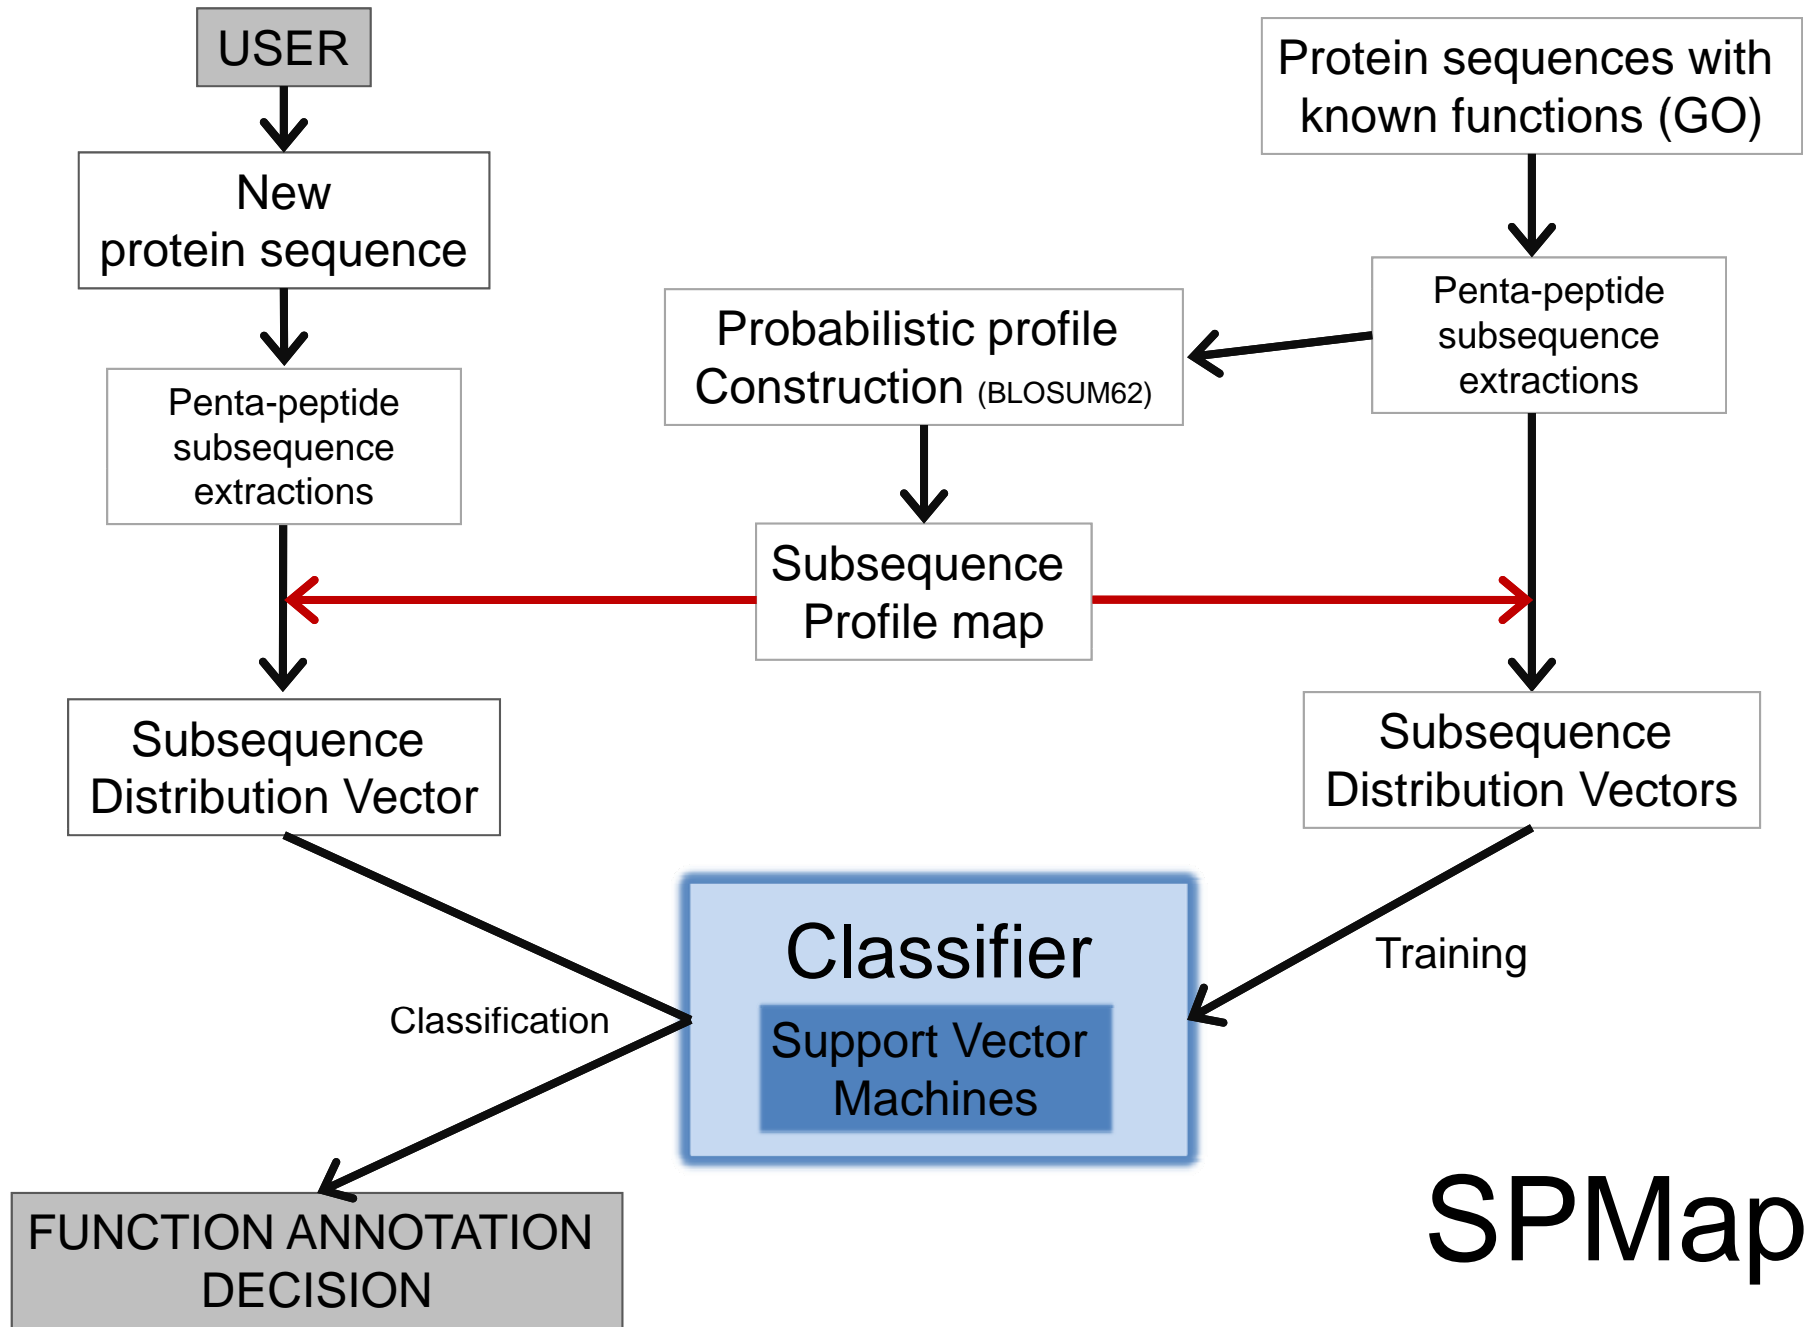 USER
Protein sequences with
known functions (GO)
New
protein sequence
Penta-peptide
subsequence
extractions
Probabilistic profile
Construction (BLOSUM62)
Penta-peptide
subsequence
extractions
Subsequence
Profile map
Subsequence
Distribution Vector
Subsequence
Distribution Vectors
Classifier
Support Vector
Machines
Training
Classification
FUNCTION ANNOTATION
DECISION
SPMap